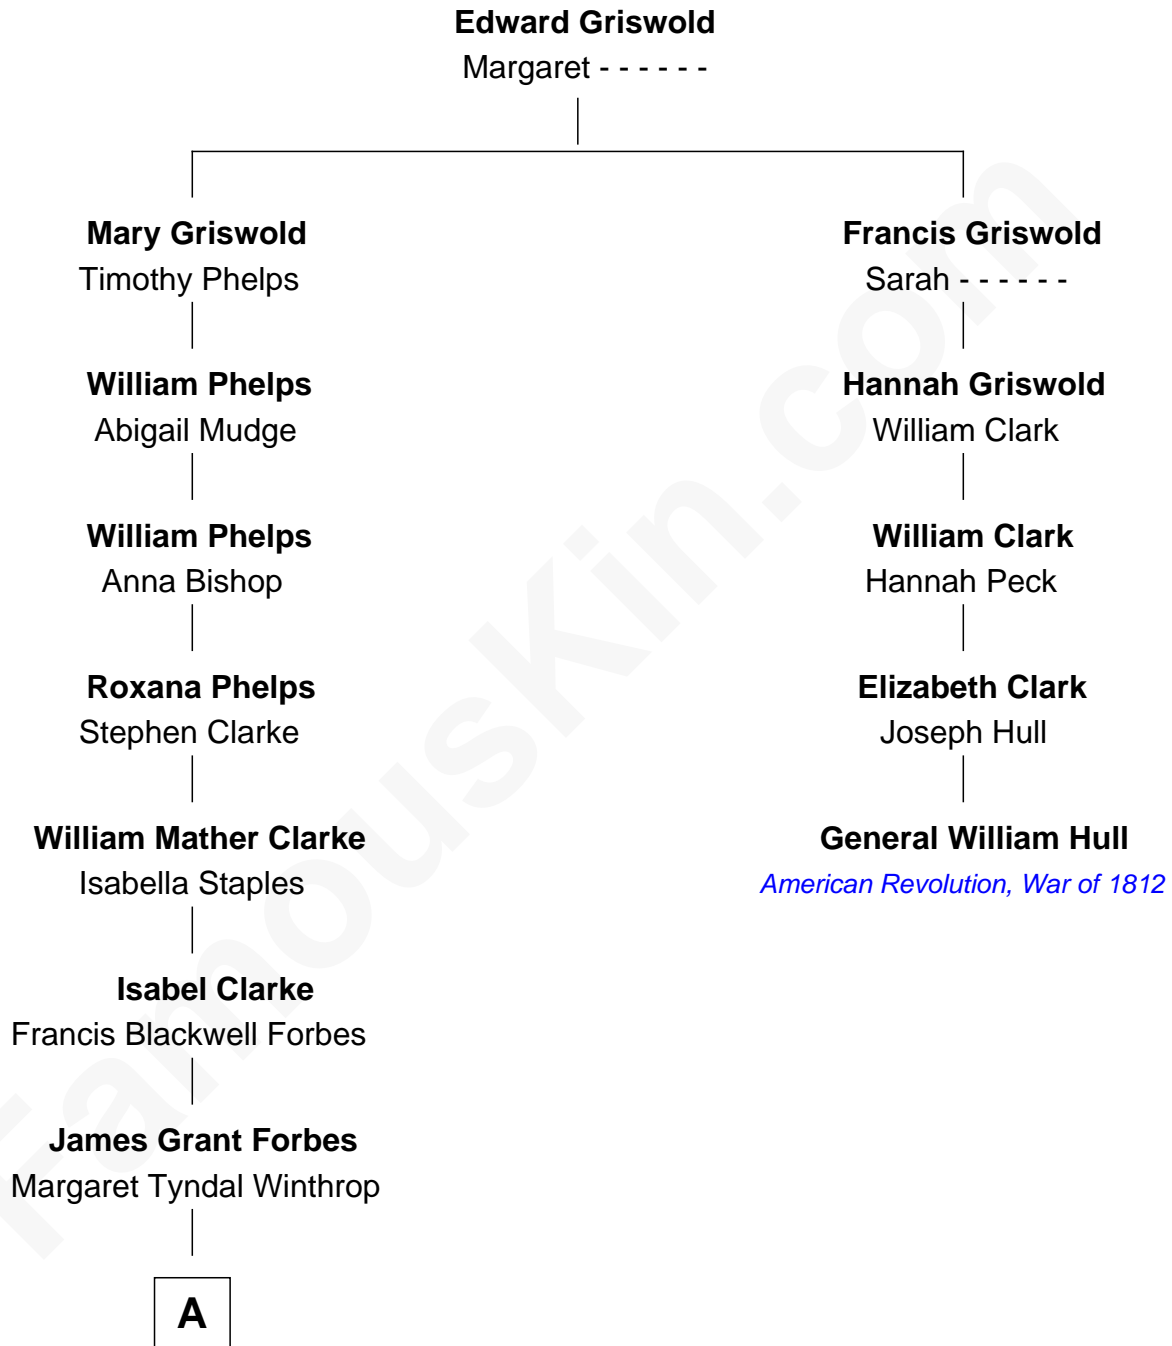 Edward Griswold
Margaret - - - - - -
Mary Griswold
Timothy Phelps
Francis Griswold
Sarah - - - - - -
William Phelps
Abigail Mudge
Hannah Griswold
William Clark
William Phelps
Anna Bishop
William Clark
Hannah Peck
Roxana Phelps
Stephen Clarke
Elizabeth Clark
Joseph Hull
William Mather Clarke
Isabella Staples
General William Hull
American Revolution, War of 1812
Isabel Clarke
Francis Blackwell Forbes
James Grant Forbes
Margaret Tyndal Winthrop
A
FamousKin.com